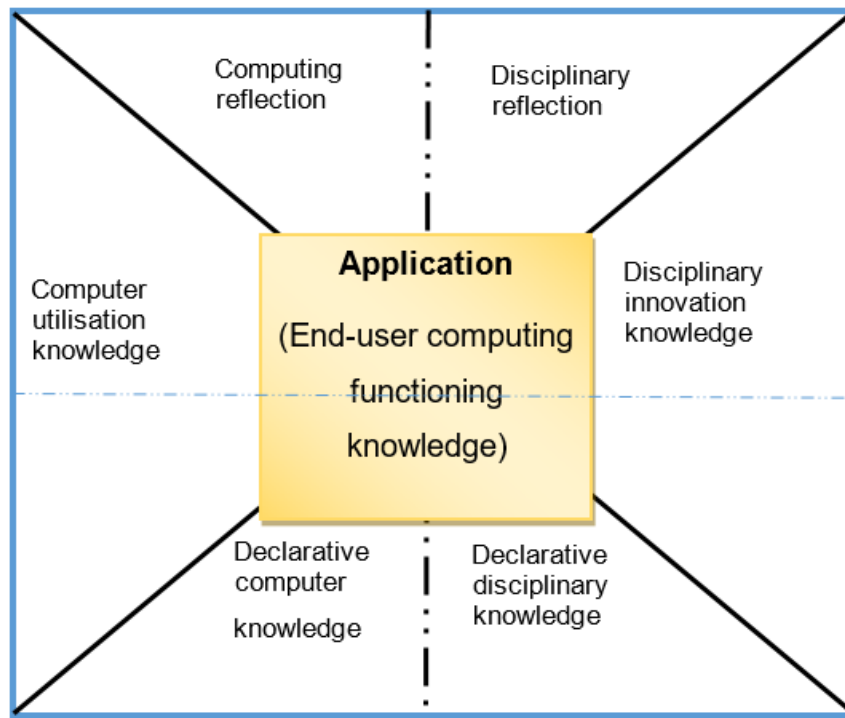 Computing
reflection
Disciplinary
reflection
Computer
utilisation
knowledge
Application
(End-user computing
functioning
knowledge)
Disciplinary
innovation
knowledge
Declarative
computer
knowledge
Declarative
disciplinary
knowledge